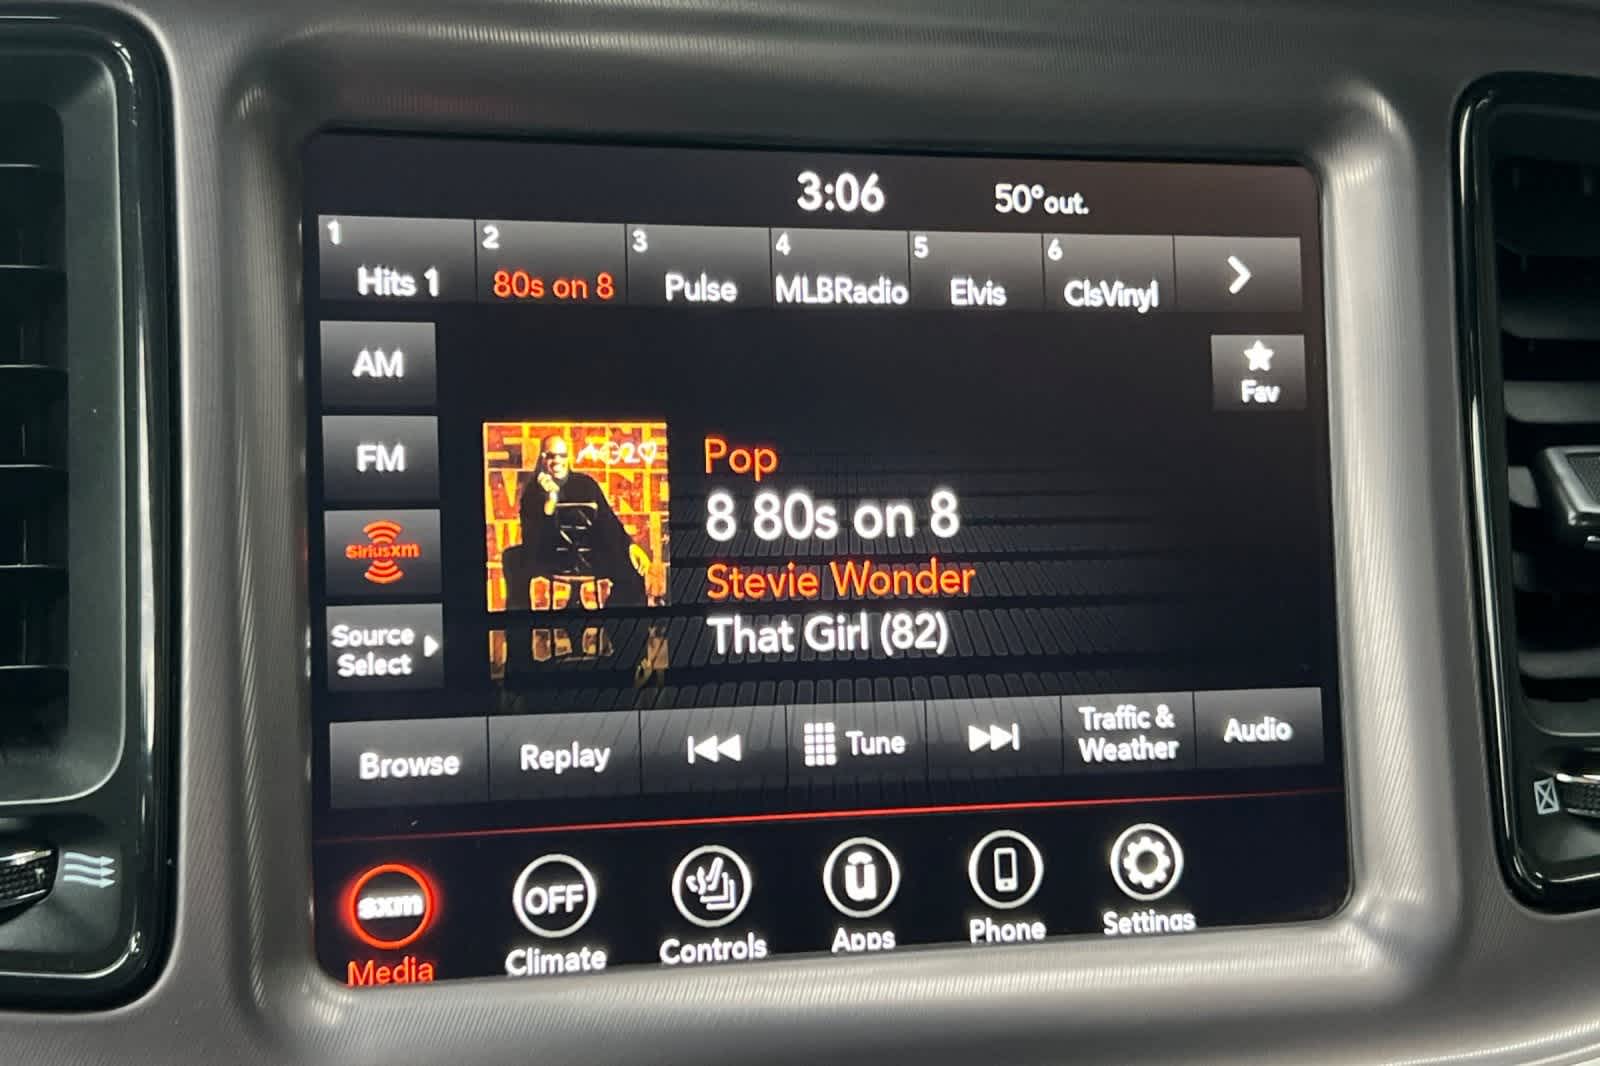 3:06
50° out.
1 Hits 1
2 80s on 8
3 Pulse
4 MLBRadio
5 Elvis
6 ClsVinyl
AM
Fav
FM
SiriusXM
Source
Select
Pop
8 80s on 8
Stevie Wonder
That Girl (82)
Browse
Replay
Tune
Traffic &
Weather
Audio
sxm
OFF
Media
Climate
Controls
Apps
Phone
Settings